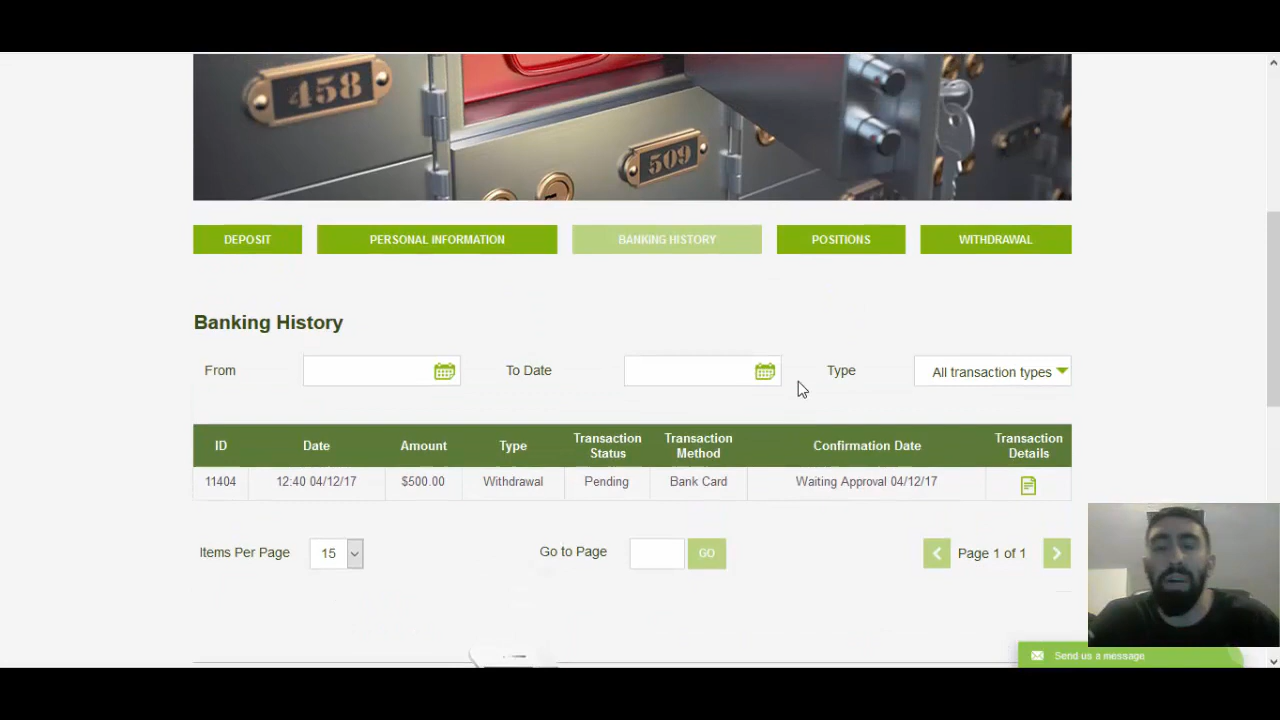 458
509
DEPOSIT
PERSONAL INFORMATION
BANKING HISTORY
POSITIONS
WITHDRAWAL
Banking History
From
To Date
Type
All transaction types
ID
Date
Amount
Type
Transaction
Status
Transaction
Method
Confirmation Date
Transaction
Details
11404
12:40 04/12/17
$500.00
Withdrawal
Pending
Bank Card
Waiting Approval 04/12/17
Items Per Page
15
Go to Page
GO
Page 1 of 1
Send us a message